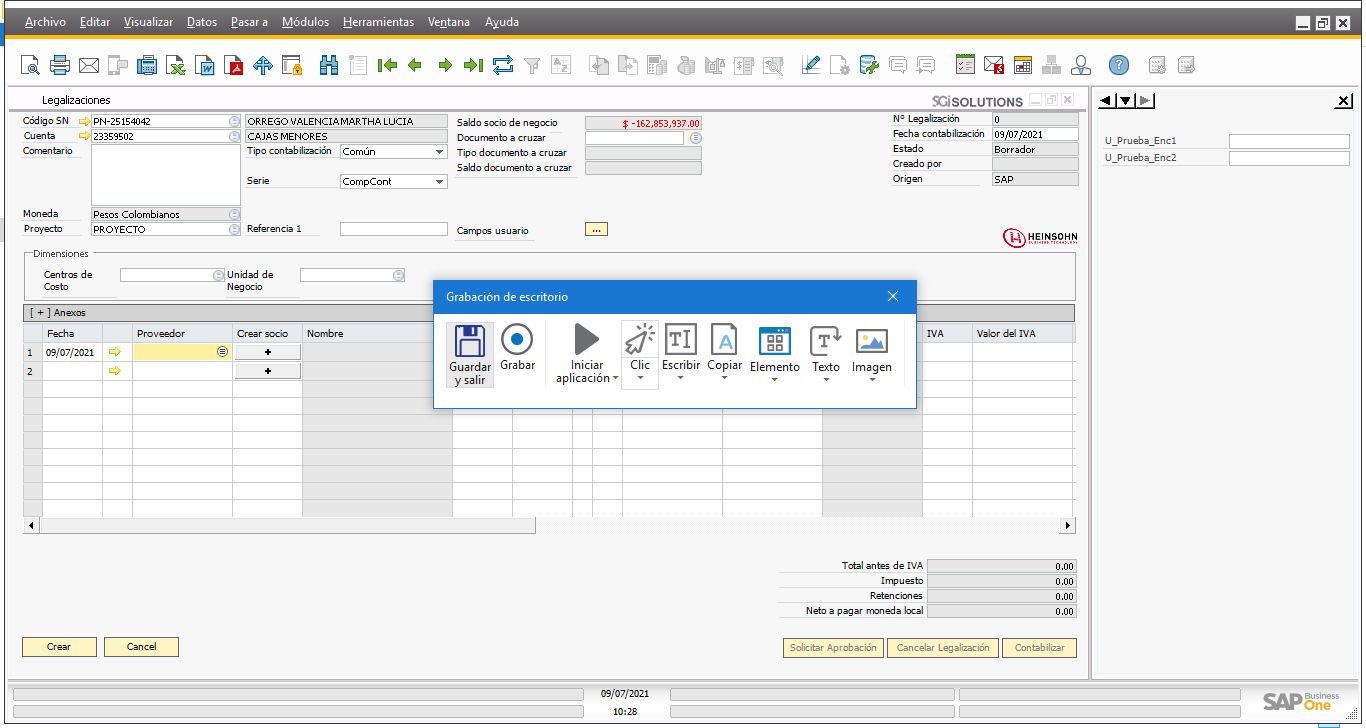 Archivo Editar Visualizar Datos Pasar a Módulos Herramientas Ventana Ayuda
Legalizaciones
SGiSOLUTIONS
Código SN PN-25154042 ORREGO VALENCIA MARTHA LUCIA
Cuenta 23359502 CAJAS MENORES
Comentario
Tipo contabilización Común
Serie CompCont
Moneda Pesos Colombianos
Proyecto PROYECTO
Referencia 1
Saldo socio de negocio $ -162,853,937.00
Documento a cruzar
Tipo documento a cruzar
Saldo documento a cruzar
Campos usuario ...
Nº Legalización 0
Fecha contabilización 09/07/2021
Estado Borrador
Creado por
Origen SAP
HEINSOHN
BUSINESS TECHNOLOGY
U_Prueba_Enc1
U_Prueba_Enc2
Dimensiones
Centros de
Costo
Unidad de
Negocio
[ + ] Anexos
Fecha Proveedor Crear socio Nombre IVA Valor del IVA
1 09/07/2021 +
2 +
Grabación de escritorio
Guardar
y salir
Grabar
Iniciar
aplicación
Clic
Escribir
Copiar
Elemento
Texto
Imagen
Total antes de IVA 0.00
Impuesto 0.00
Retenciones 0.00
Neto a pagar moneda local 0.00
Crear Cancel Solicitar Aprobación Cancelar Legalización Contabilizar
09/07/2021
10:28
SAP Business
One